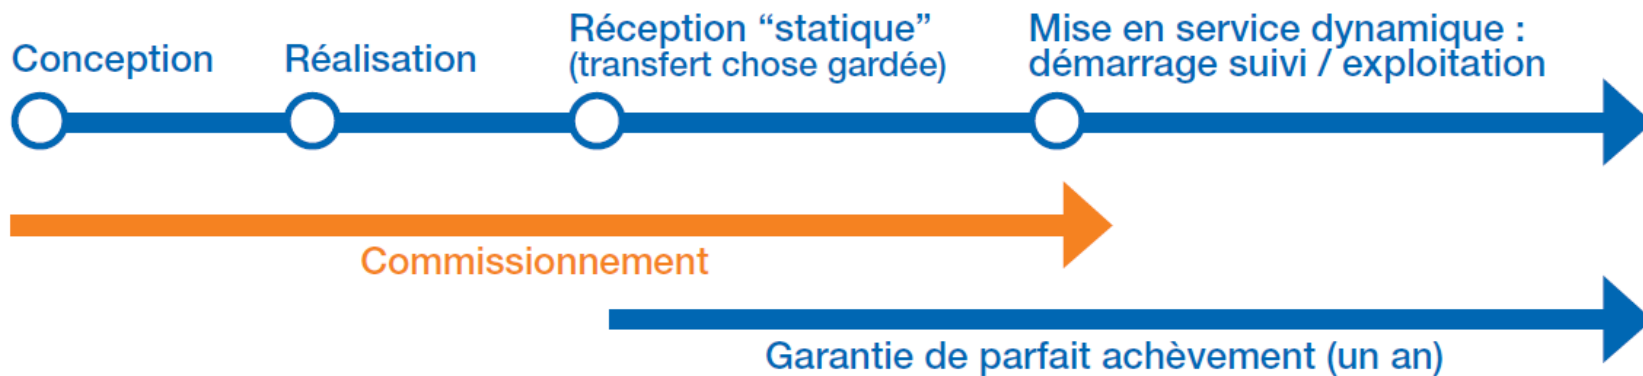 Conception
Réalisation
Réception “statique”
(transfert chose gardée)
Mise en service dynamique :
démarrage suivi / exploitation
Commissionnement
Garantie de parfait achèvement (un an)